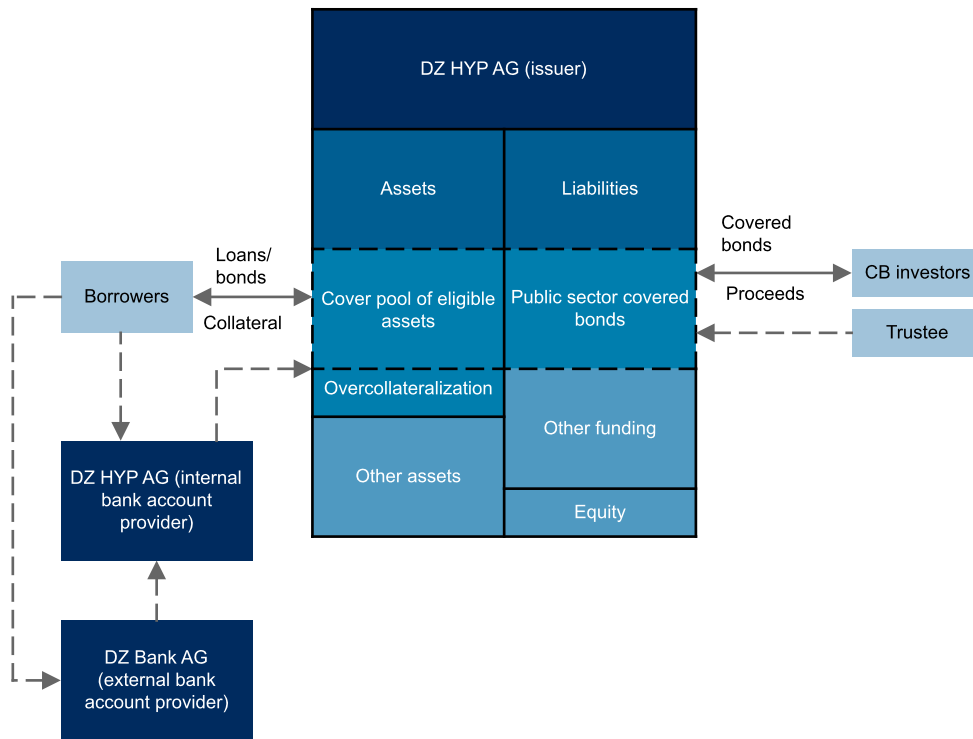 DZ HYP AG (issuer)
Assets
Liabilities
Covered
bonds
Loans/
bonds
CB investors
Borrowers
Cover pool of eligible
assets
Public sector covered
bonds
Proceeds
Collateral
Trustee
Overcollateralization
Other funding
Other assets
DZ HYP AG (internal
bank account
provider)
Equity
DZ Bank AG
(external bank
account provider)